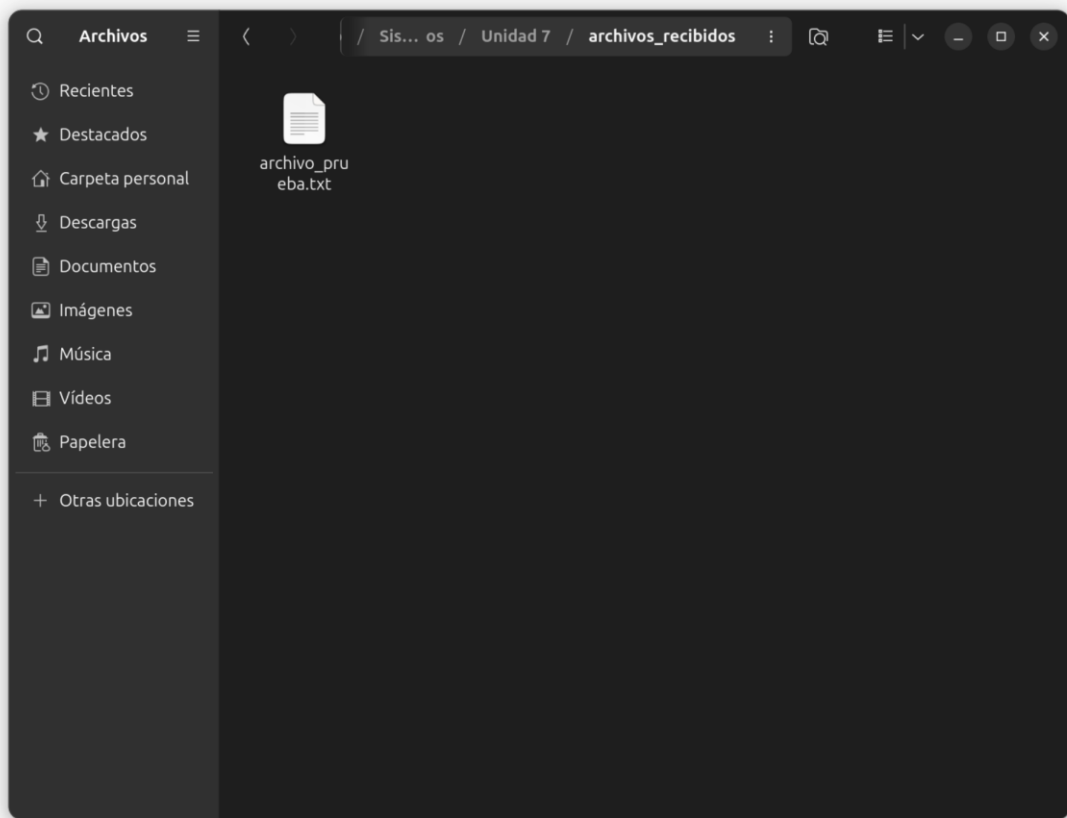 Archivos
/ Sis... os / Unidad 7 / archivos_recibidos
Recientes
Destacados
Carpeta personal
Descargas
Documentos
Imágenes
Música
Vídeos
Papelera
+ Otras ubicaciones
archivo_pru
eba.txt